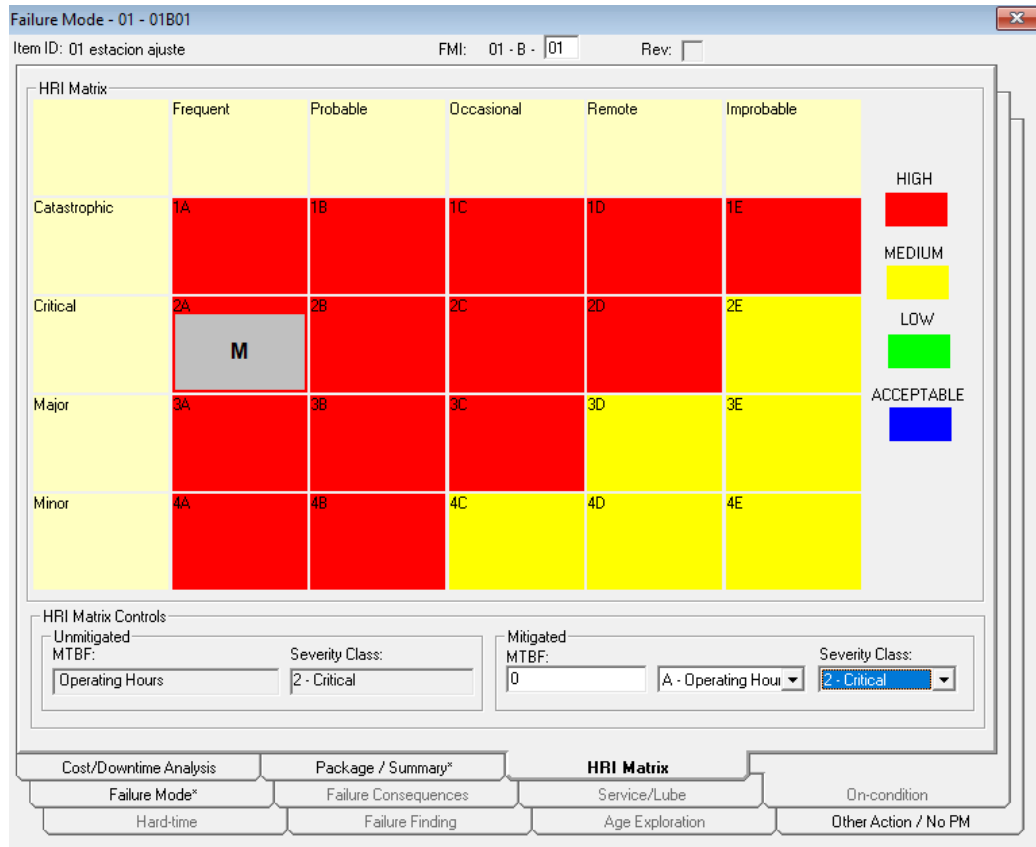 Failure Mode - 01 - 01B01
Item ID: 01 estacion ajuste FMI: 01 - B - 01 Rev:
HRI Matrix
Frequent Probable Occasional Remote Improbable
HIGH
Catastrophic 1A 1B 1C 1D 1E
MEDIUM
Critical 2A 2B 2C 2D 2E
LOW
M
ACCEPTABLE
Major 3A 3B 3C 3D 3E
Minor 4A 4B 4C 4D 4E
HRI Matrix Controls
Unmitigated
MTBF: Severity Class:
Operating Hours 2 - Critical
Mitigated
MTBF: Severity Class:
0 A - Operating Hou 2 - Critical
Cost/Downtime Analysis Package / Summary* HRI Matrix
Failure Mode* Failure Consequences Service/Lube On-condition
Hard-time Failure Finding Age Exploration Other Action / No PM